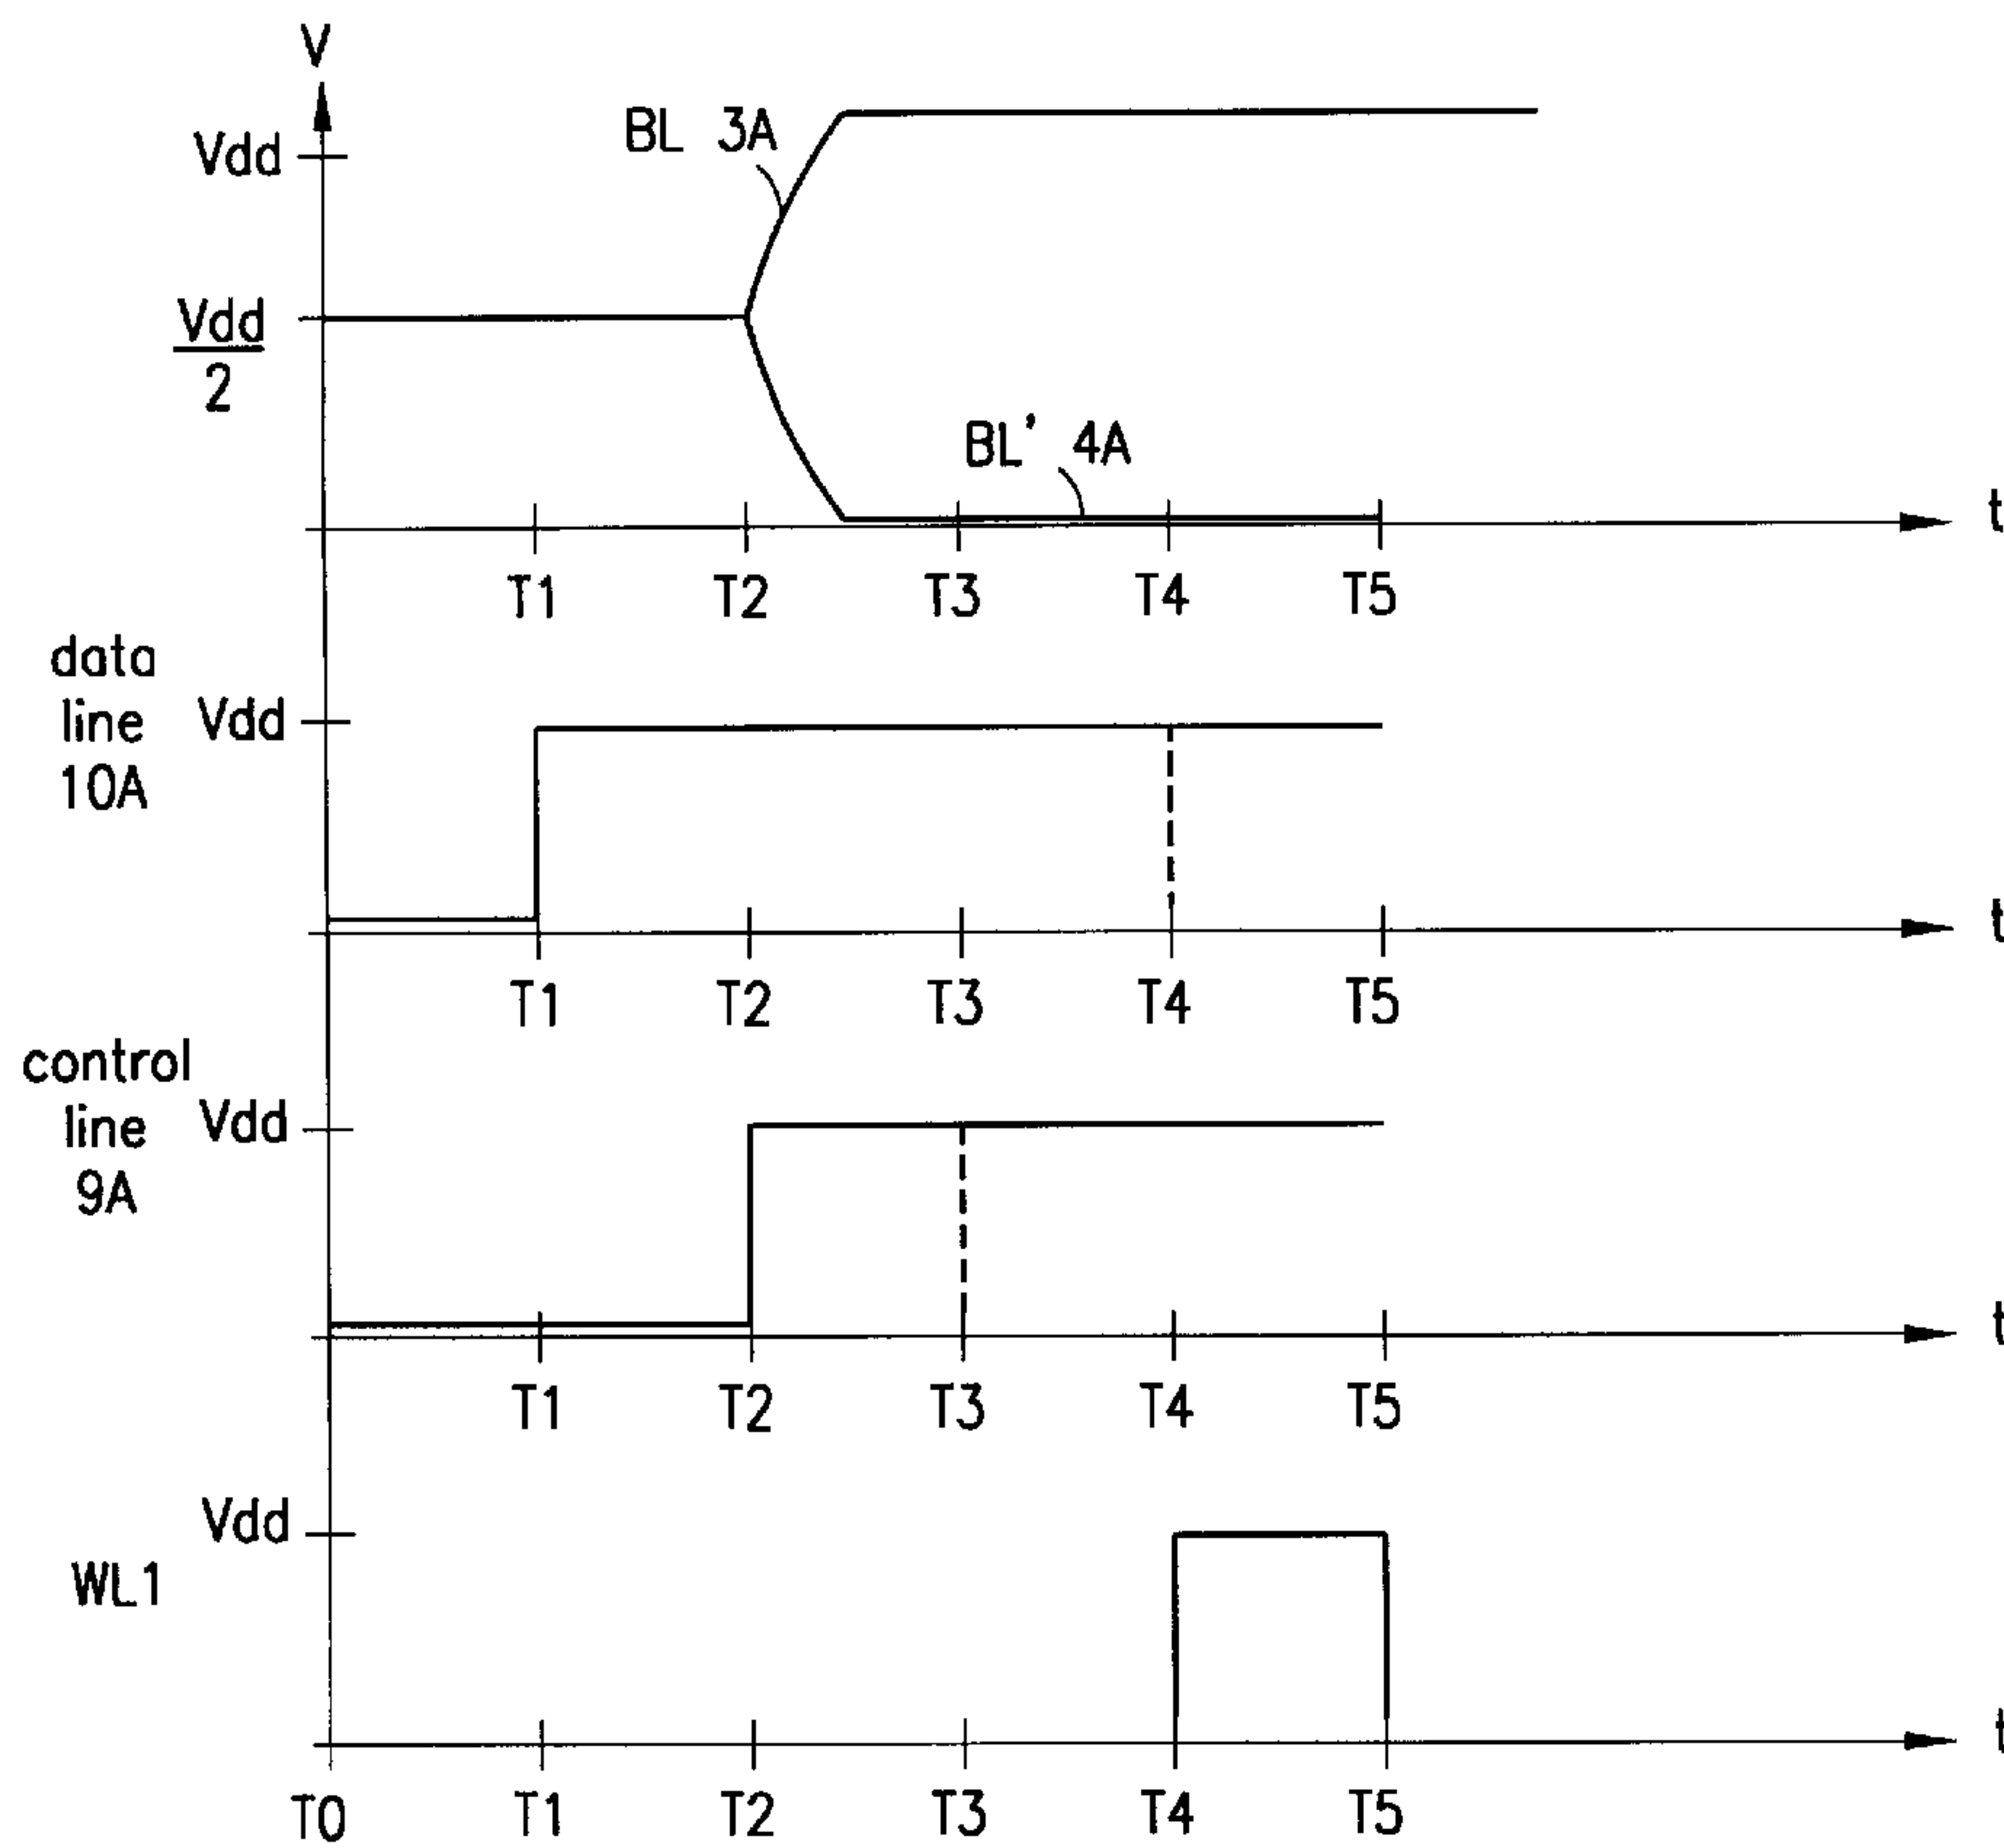 V
BL 3A
Vdd
Vdd
2
BL' 4A
t
T1 T2 T3 T4 T5
data
line Vdd
10A
t
T1 T2 T3 T4 T5
control
line Vdd
9A
t
T1 T2 T3 T4 T5
Vdd
WL1
t
T0 T1 T2 T3 T4 T5